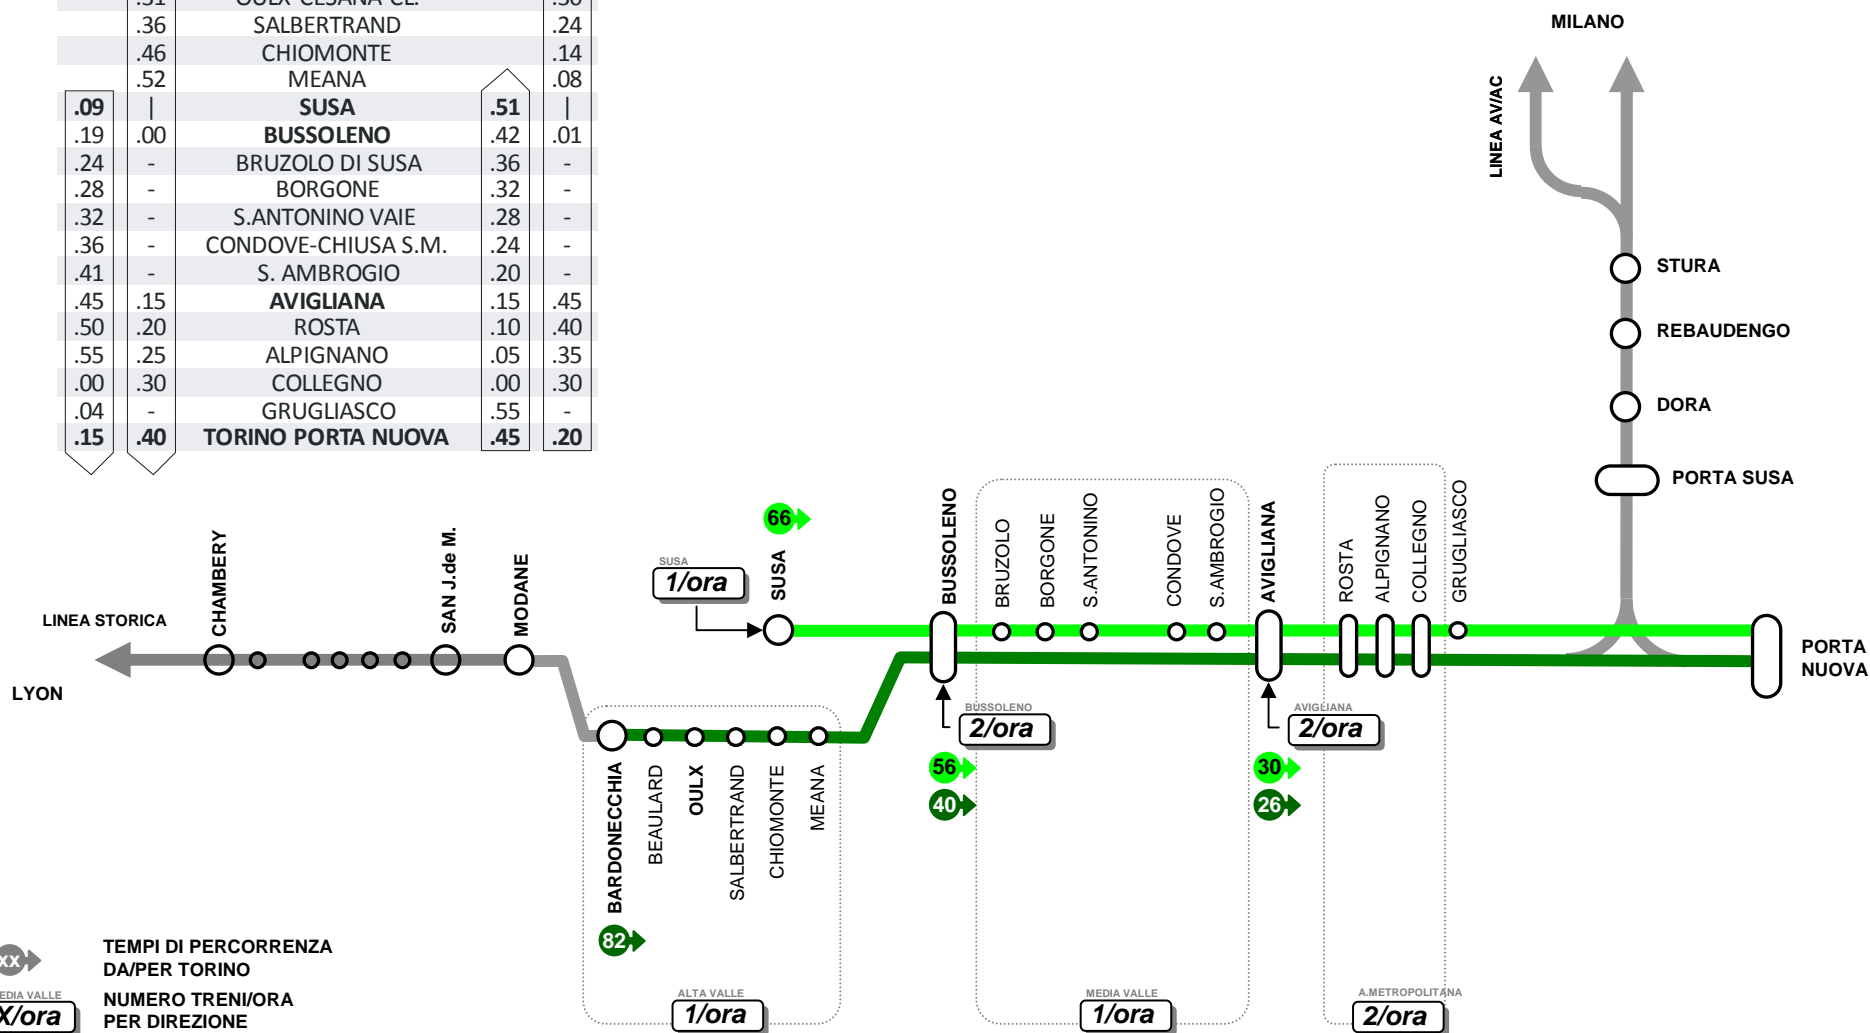 .36 SALBERTRAND .24
.46 CHIOMONTE .14
.52 MEANA .08
.09 | SUSA .51 |
.19 .00 BUSSOLENO .42 .01
.24 - BRUZOLO DI SUSA .36 -
.28 - BORGONE .32 -
.32 - S.ANTONINO VAIE .28 -
.36 - CONDOVE-CHIUSA S.M. .24 -
.41 - S. AMBROGIO .20 -
.45 .15 AVIGLIANA .15 .45
.50 .20 ROSTA .10 .40
.55 .25 ALPIGNANO .05 .35
.00 .30 COLLEGNO .00 .30
.04 - GRUGLIASCO .55 -
.15 .40 TORINO PORTA NUOVA .45 .20
MILANO
LINEA AV/AC
STURA
REBAUDENGO
DORA
PORTA SUSA
PORTA
NUOVA
LINEA STORICA
LYON
CHAMBERY
SAN J.de M.
MODANE
66
SUSA
1/ora
SUSA
BUSSOLENO
BRUZOLO
BORGONE
S.ANTONINO
CONDOVE
S.AMBROGIO
AVIGLIANA
ROSTA
ALPIGNANO
COLLEGNO
GRUGLIASCO
BUSSOLENO
2/ora
56
40
AVIGLIANA
2/ora
30
26
BARDONECCHIA
BEAULARD
OULX
SALBERTRAND
CHIOMONTE
MEANA
82
ALTA VALLE
1/ora
MEDIA VALLE
1/ora
A.METROPOLITANA
2/ora
xx
TEMPI DI PERCORRENZA
DA/PER TORINO
EDIA VALLE
X/ora
NUMERO TRENI/ORA
PER DIREZIONE